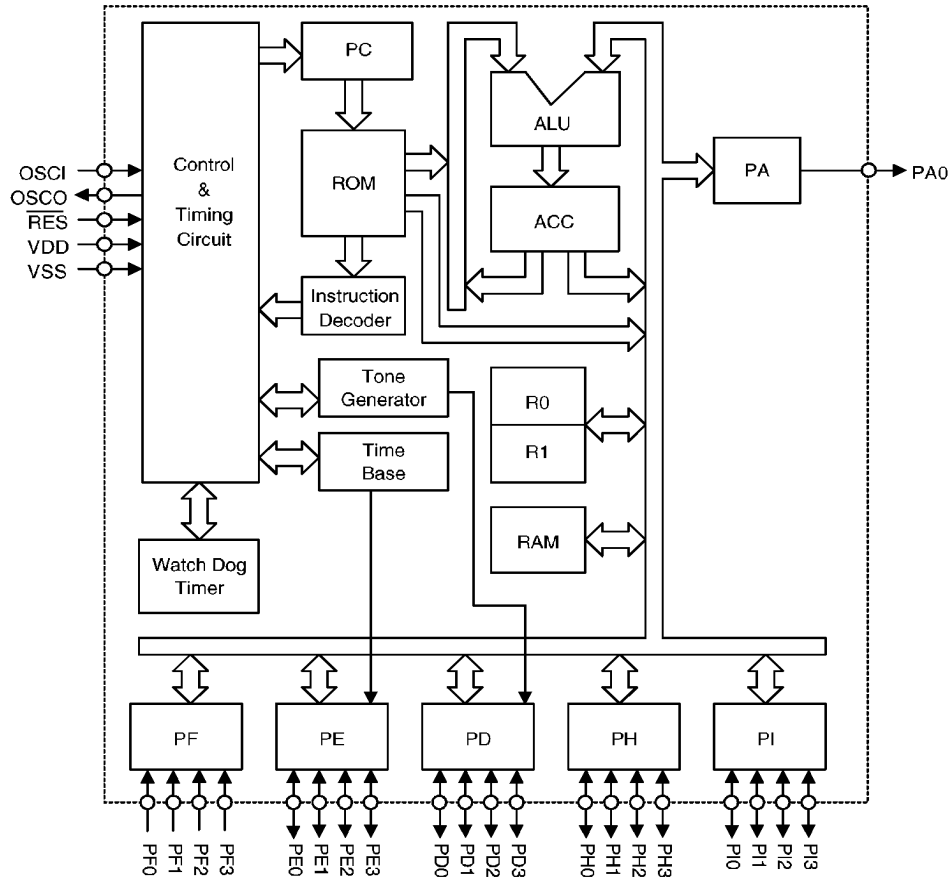 PC
ALU
Control
&
Timing
Circuit
ROM
PA
PA0
OSCI
OSCO
RES
VDD
VSS
ACC
Instruction
Decoder
Tone
Generator
R0
R1
Time
Base
RAM
Watch Dog
Timer
PF
PE
PD
PH
PI
PF0
PF1
PF2
PF3
PE0
PE1
PE2
PE3
PD0
PD1
PD2
PD3
PH0
PH1
PH2
PH3
PI0
PI1
PI2
PI3